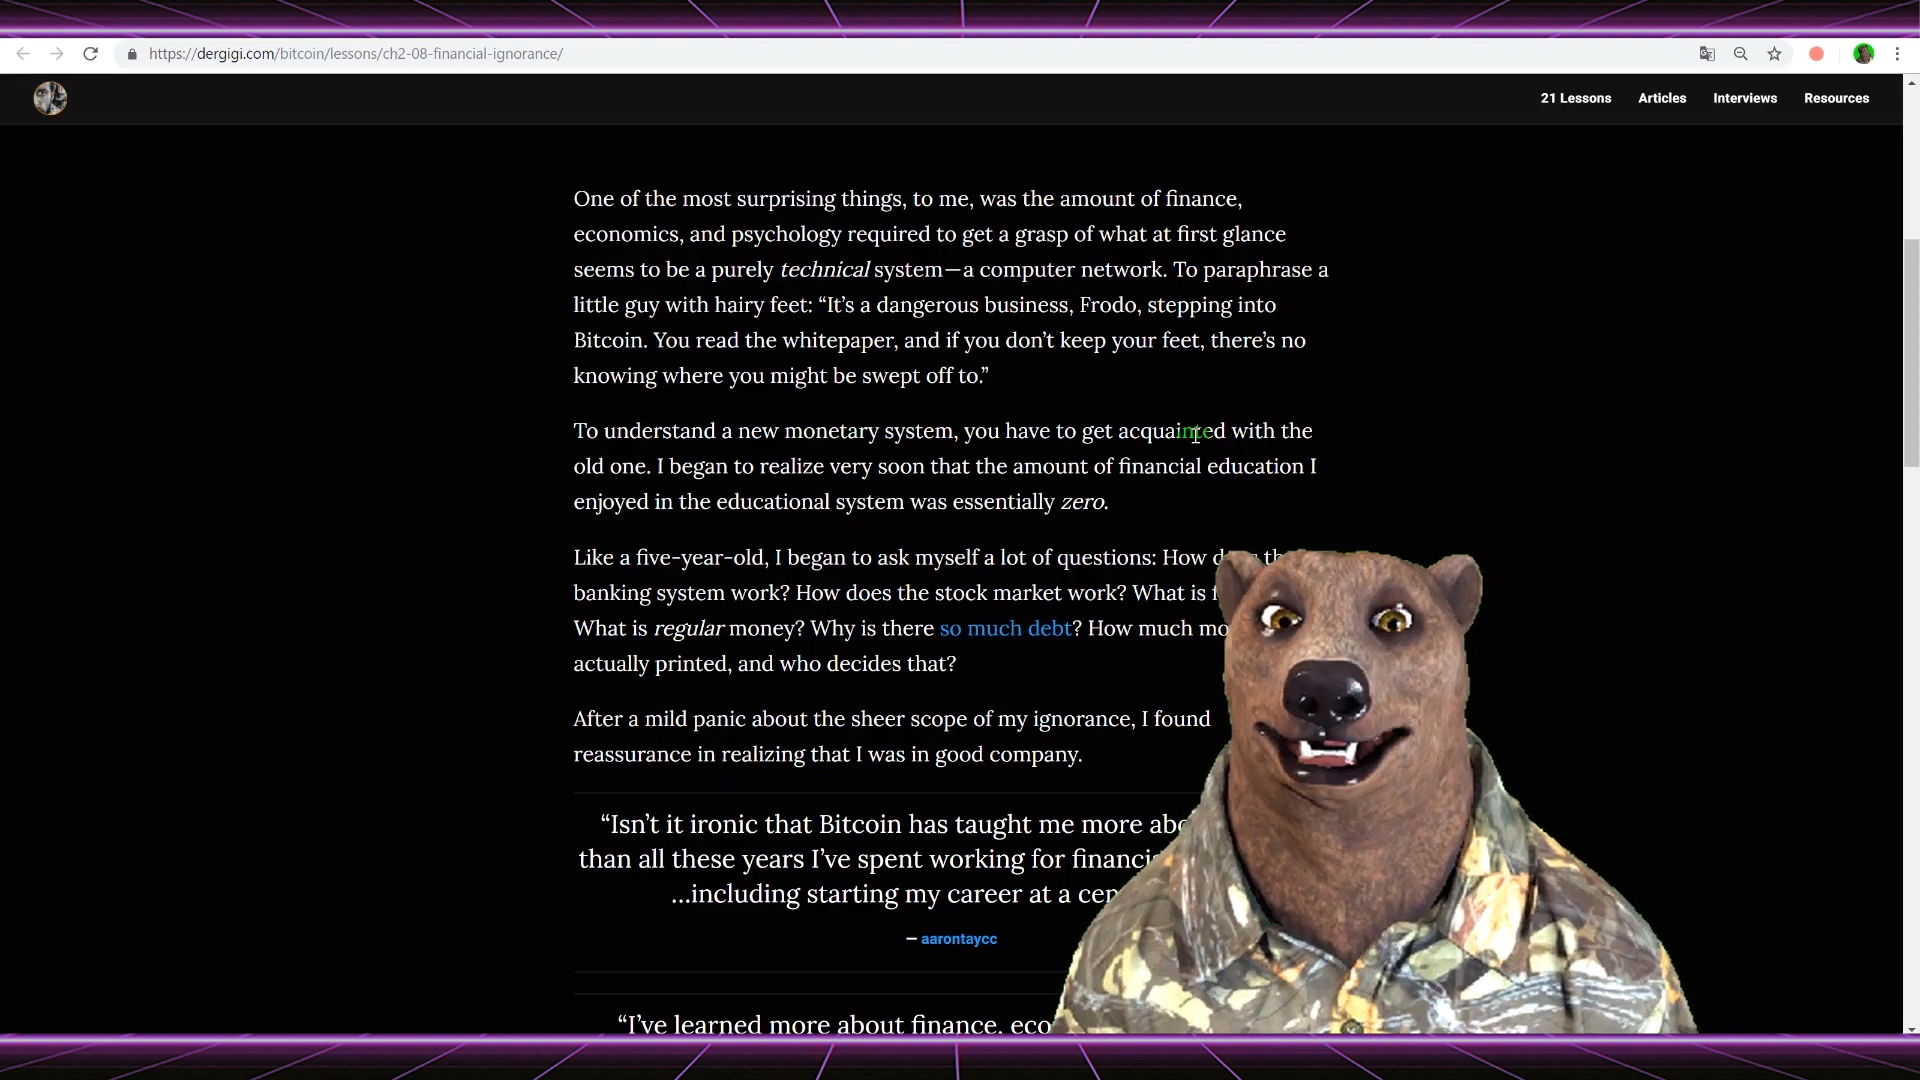 https://dergigi.com/bitcoin/lessons/ch2-08-financial-ignorance/
21 Lessons Articles Interviews Resources
One of the most surprising things, to me, was the amount of finance,
economics, and psychology required to get a grasp of what at first glance
seems to be a purely technical system—a computer network. To paraphrase a
little guy with hairy feet: “It’s a dangerous business, Frodo, stepping into
Bitcoin. You read the whitepaper, and if you don’t keep your feet, there’s no
knowing where you might be swept off to.”
To understand a new monetary system, you have to get acquainted with the
old one. I began to realize very soon that the amount of financial education I
enjoyed in the educational system was essentially zero.
Like a five-year-old, I began to ask myself a lot of questions: How
banking system work? How does the stock market work? What is
What is regular money? Why is there so much debt? How much
actually printed, and who decides that?
After a mild panic about the sheer scope of my ignorance, I found
reassurance in realizing that I was in good company.
“Isn’t it ironic that Bitcoin has taught me more
than all these years I’ve spent working for
…including starting my career at a
— aarontaycc
“I’ve learned more about finance,